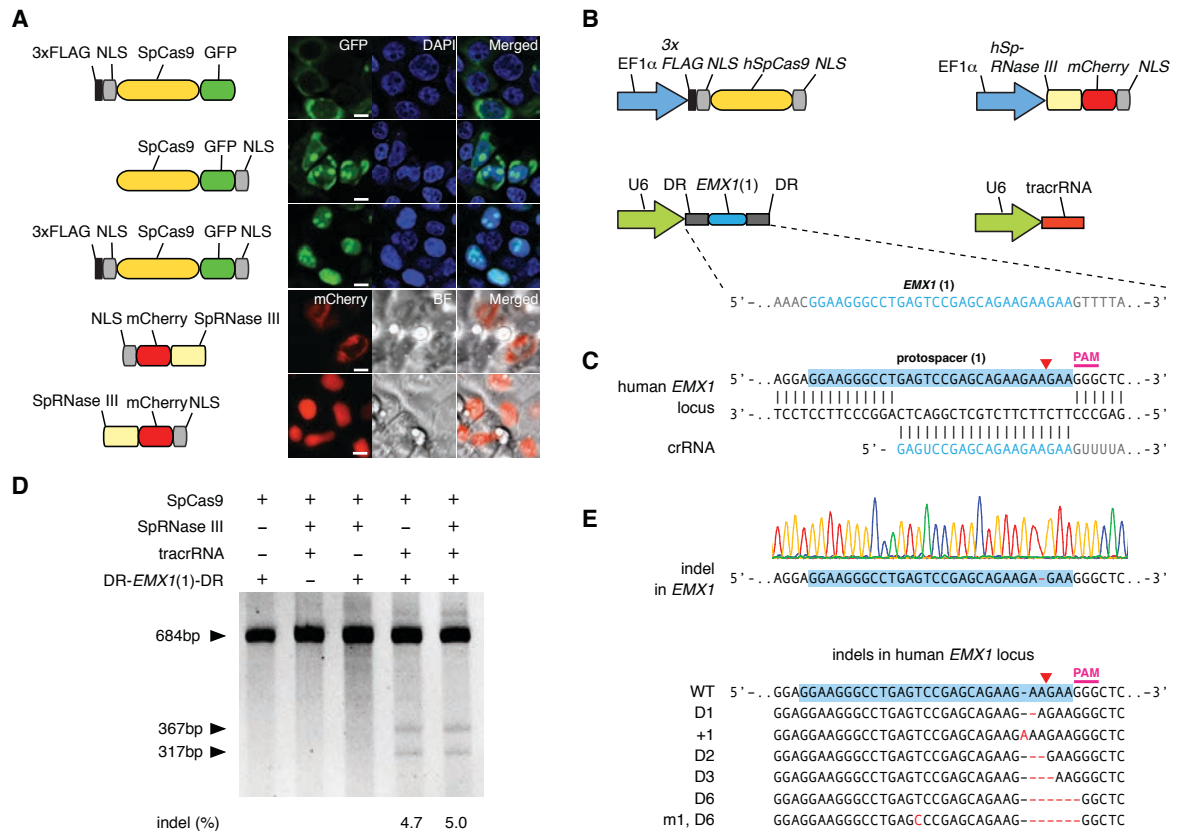 A
3xFLAG NLS SpCas9 GFP
SpCas9 GFP NLS
3xFLAG NLS SpCas9 GFP NLS
NLS mCherry SpRNase III
SpRNase III mCherry NLS
GFP DAPI Merged
mCherry BF Merged
B
EF1α 3x FLAG NLS hSpCas9 NLS
EF1α hSp-RNase III mCherry NLS
U6 DR EMX1(1) DR
U6 tracrRNA
EMX1 (1)
5’-..AAACGGAAGGGCCTGAGTCCGAGCAGAAGAAGAAGTTTTA..-3’
C
protospacer (1) PAM
human EMX1 locus
5’-..AGGAGGAAGGGCCTGAGTCCGAGCAGAAGAAGAAGGGCTC..-3’
3’-..TCCTCCTTCCCGGACTCAGGCTCGTCTTCTTCTTCCCGAG..-5’
crRNA 5’- GAGUCCGAGCAGAAGAAGAAGUUUUA..-3’
D
SpCas9 + + + + +
SpRNase III – + + – +
tracrRNA – + – + +
DR-EMX1(1)-DR + – + + +
684bp
367bp
317bp
indel (%) 4.7 5.0
E
indel in EMX1
5’-..AGGAGGAAGGGCCTGAGTCCGAGCAGAAGA-GAAGGGCTC..-3’
indels in human EMX1 locus
PAM
WT 5’-..GGAGGAAGGGCCTGAGTCCGAGCAGAAG-AAGAAGGGCTC..-3’
D1 GGAGGAAGGGCCTGAGTCCGAGCAGAAG--AGAAGGGCTC
+1 GGAGGAAGGGCCTGAGTCCGAGCAGAAGAAAGAAGGGCTC
D2 GGAGGAAGGGCCTGAGTCCGAGCAGAAG---GAAGGGCTC
D3 GGAGGAAGGGCCTGAGTCCGAGCAGAAG----AAGGGCTC
D6 GGAGGAAGGGCCTGAGTCCGAGCAGAAG-------GGCTC
m1, D6 GGAGGAAGGGCCTGAGCCCGAGCAGAAG-------GGCTC